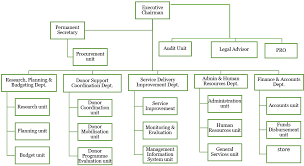 Executive
Chairman
Permanent
Secretary
Procurement
unit
Audit Unit
Legal Advisor
PRO
Research, Planning &
Budgeting Dept.
Donor Support
Coordination Dept.
Service Delivery
Improvement Dept.
Admin & Human
Resources Dept.
Finance & Accounts
Dept.
Research unit
Planning unit
Budget unit
Donor
Coordination
unit
Donor
Mobilisation
unit
Donor
Programme
Evaluation unit
Service
Improvement
Monitoring &
Evaluation
Management
Information
System unit
Administration
unit
Human
Resources unit
General
Services unit
Accounts unit
Funds
Disbursement
unit
store